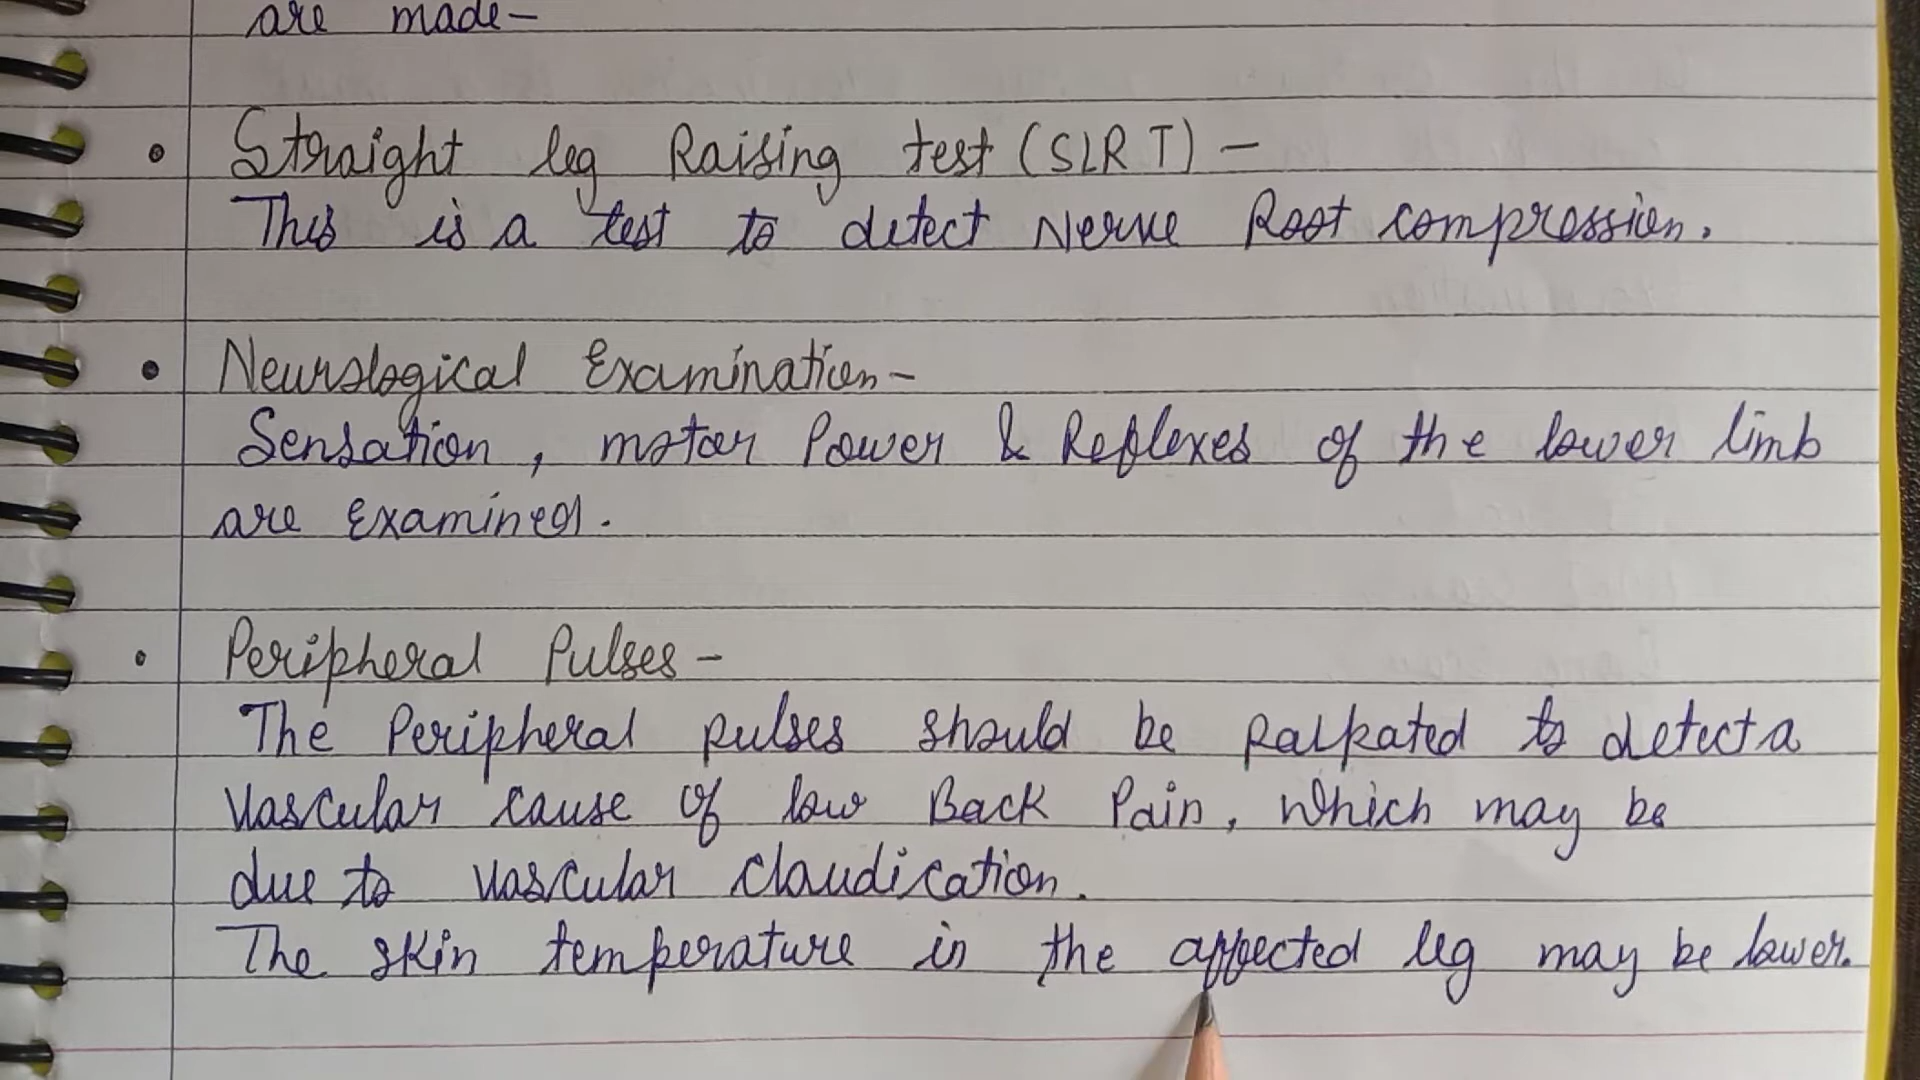 are made-
• Straight leg Raising test (SLRT) -
This is a test to detect Nerve Root compression.
• Neurological Examination-
Sensation, motor Power & Reflexes of the lower limb
are Examined.
• Peripheral Pulses -
The Peripheral pulses should be palpated to detect a
vascular cause of low Back Pain, which may be
due to vascular claudication.
The skin temperature in the affected leg may be lower.